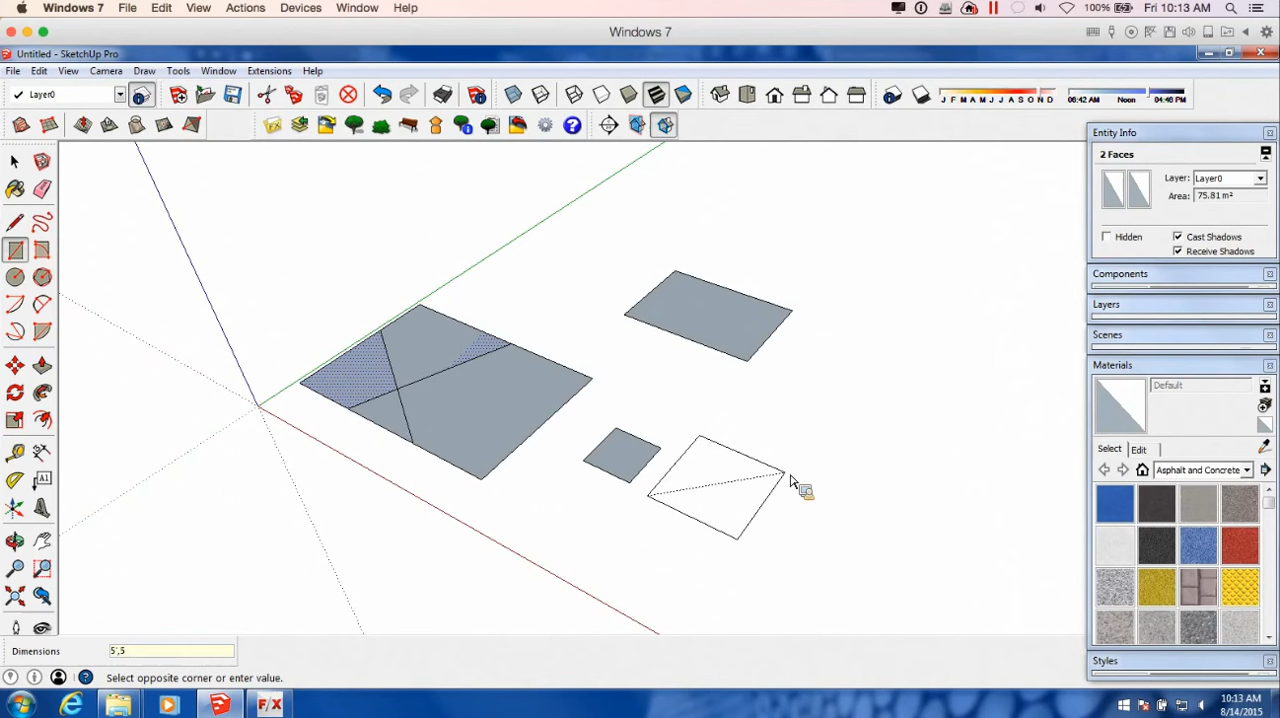 Windows 7 File Edit View Actions Devices Window Help 100% Fri 10:13 AM
Windows 7
Untitled - SketchUp Pro
File Edit View Camera Draw Tools Window Extensions Help
Layer0
J F M A M J J A S O N D 06:42 AM Noon 04:46 PM
Entity Info
2 Faces
Layer: Layer0
Area: 75.81 m²
Hidden Cast Shadows
Receive Shadows
Components
Layers
Scenes
Materials
Default
Select Edit
Asphalt and Concrete
A1
Dimensions 5',5
Styles
Select opposite corner or enter value.
F/X
10:13 AM
8/14/2015